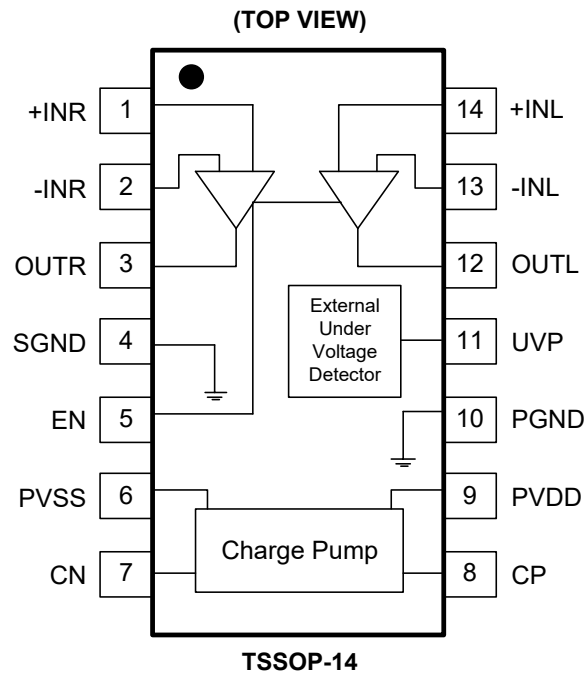 (TOP VIEW)
+INR 1 14 +INL
-INR 2 13 -INL
OUTR 3 12 OUTL
External
Under
Voltage
Detector
SGND 4 11 UVP
EN 5 10 PGND
PVSS 6 9 PVDD
Charge Pump
CN 7 8 CP
TSSOP-14